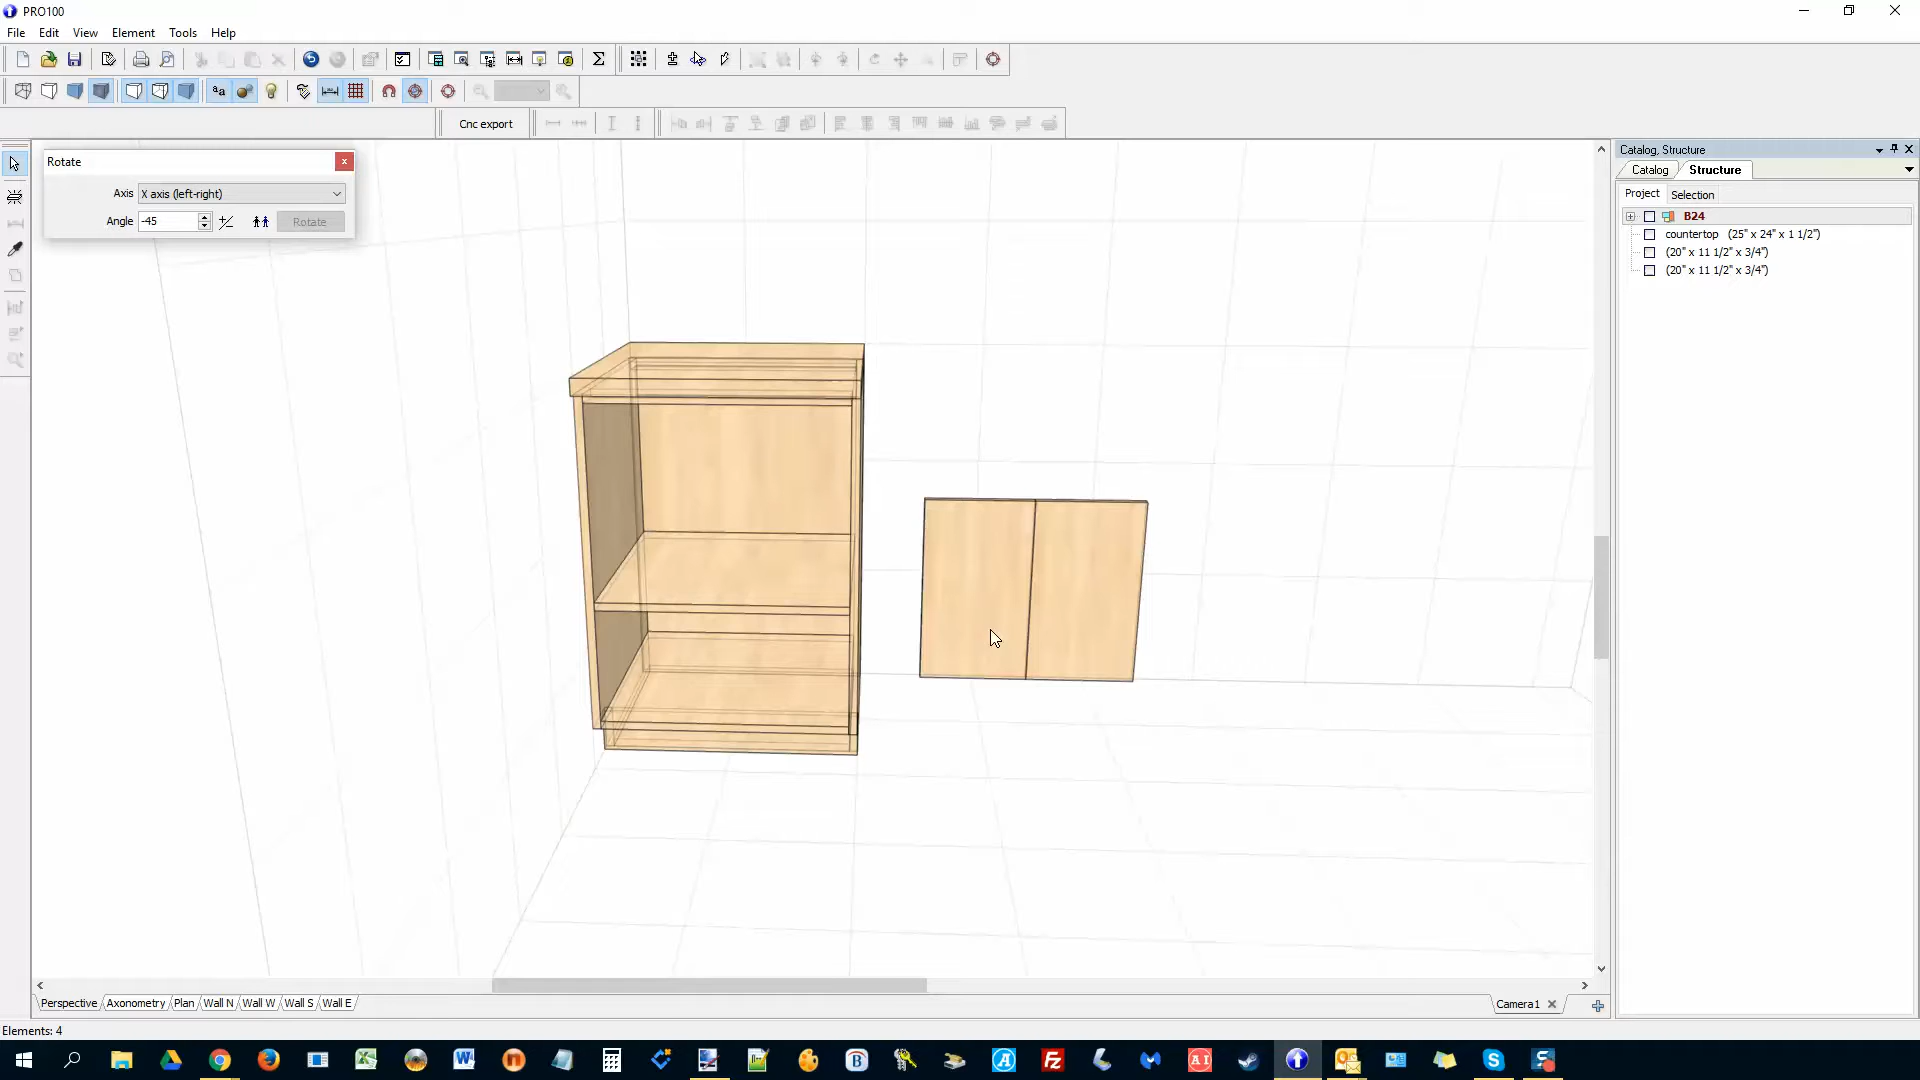 PRO100
File Edit View Element Tools Help
Cnc export
Rotate
Axis X axis (left-right)
Angle -45 Rotate
Catalog, Structure
Catalog Structure
Project Selection
B24
countertop (25" x 24" x 1 1/2")
(20" x 11 1/2" x 3/4")
(20" x 11 1/2" x 3/4")
Perspective Axonometry Plan Wall N Wall W Wall S Wall E
Camera1
Elements: 4